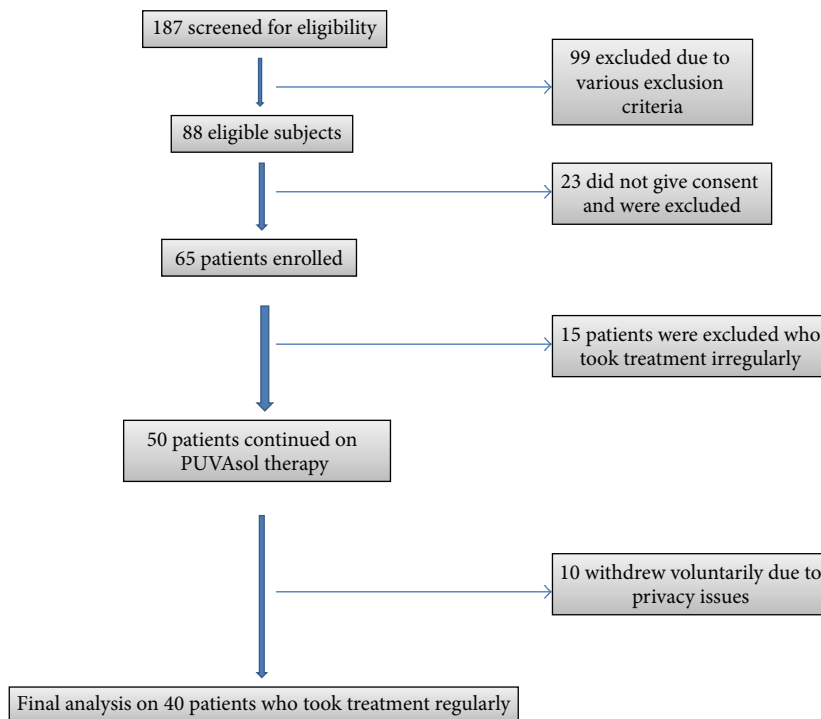 187 screened for eligibility
99 excluded due to
various exclusion
criteria
88 eligible subjects
23 did not give consent
and were excluded
65 patients enrolled
15 patients were excluded who
took treatment irregularly
50 patients continued on
PUVAsol therapy
10 withdrew voluntarily due to
privacy issues
Final analysis on 40 patients who took treatment regularly